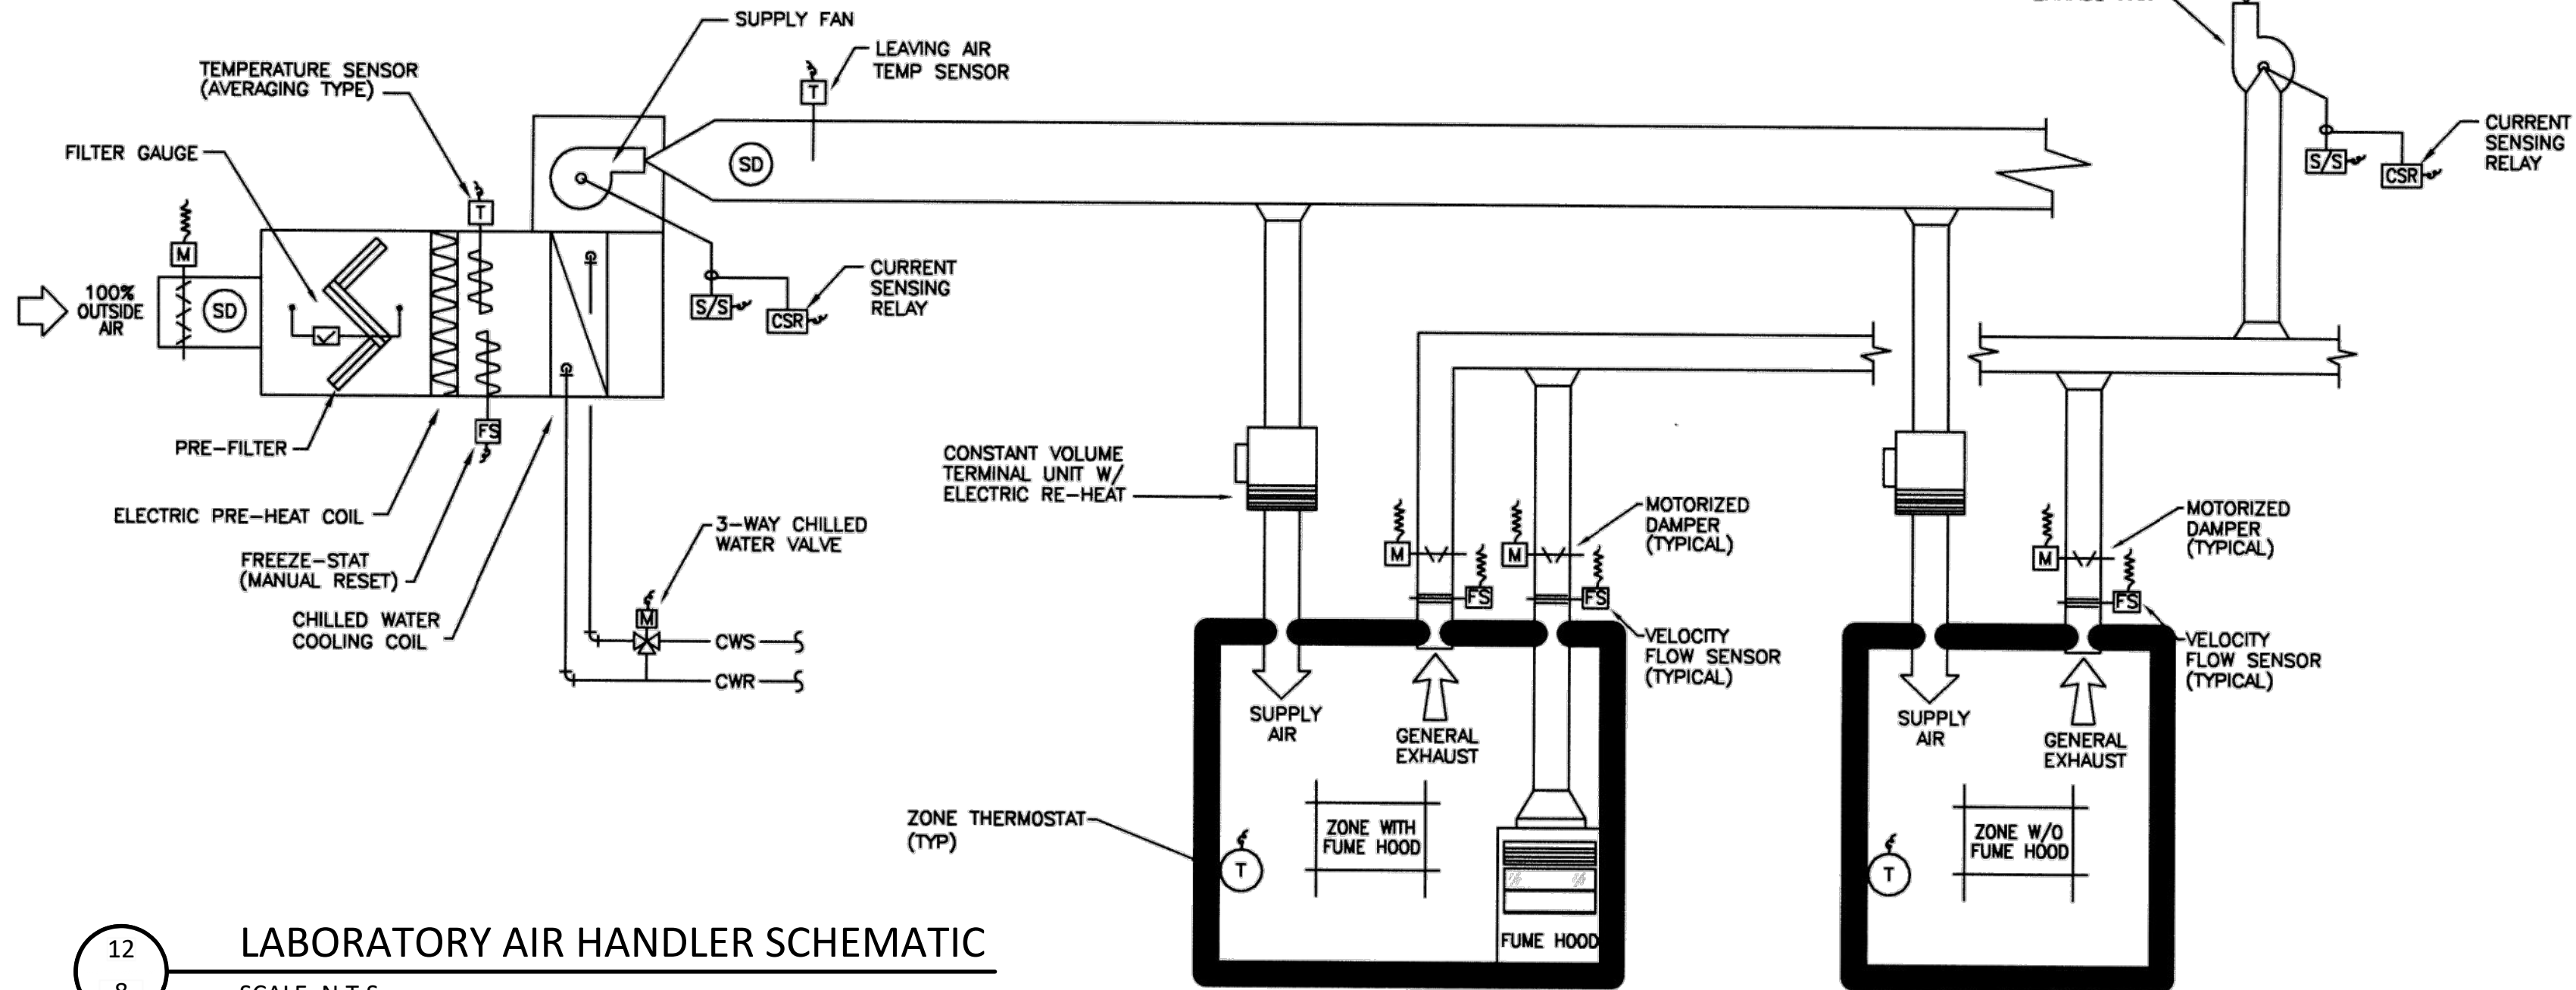 SUPPLY FAN
LEAVING AIR
TEMP SENSOR
T
TEMPERATURE SENSOR
(AVERAGING TYPE)
FILTER GAUGE
T
M
SD
SD
100%
OUTSIDE
AIR
CURRENT
SENSING
RELAY
S/S
CSR
CURRENT
SENSING
RELAY
S/S
CSR
PRE-FILTER
FS
ELECTRIC PRE-HEAT COIL
FREEZE-STAT
(MANUAL RESET)
CHILLED WATER
COOLING COIL
3-WAY CHILLED
WATER VALVE
M
CWS
CWR
CONSTANT VOLUME
TERMINAL UNIT W/
ELECTRIC RE-HEAT
M
FS
M
FS
MOTORIZED
DAMPER
(TYPICAL)
VELOCITY
FLOW SENSOR
(TYPICAL)
M
FS
MOTORIZED
DAMPER
(TYPICAL)
VELOCITY
FLOW SENSOR
(TYPICAL)
SUPPLY
AIR
GENERAL
EXHAUST
SUPPLY
AIR
GENERAL
EXHAUST
ZONE THERMOSTAT
(TYP)
T
ZONE WITH
FUME HOOD
FUME HOOD
T
ZONE W/O
FUME HOOD
12
8
LABORATORY AIR HANDLER SCHEMATIC
SCALE: N.T.S.